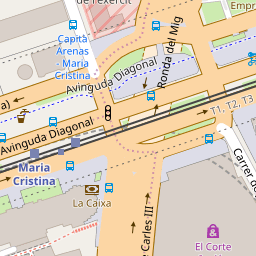 de l'exèrcit
Empr
Capità
Arenas
- Maria
Cristina
Avinguda Diagonal
Ronda del Mig
a)
T1, T2, T3
Avinguda Diagonal
Maria
Cristina
Carrer de
La Caixa
Carles III
El Corte